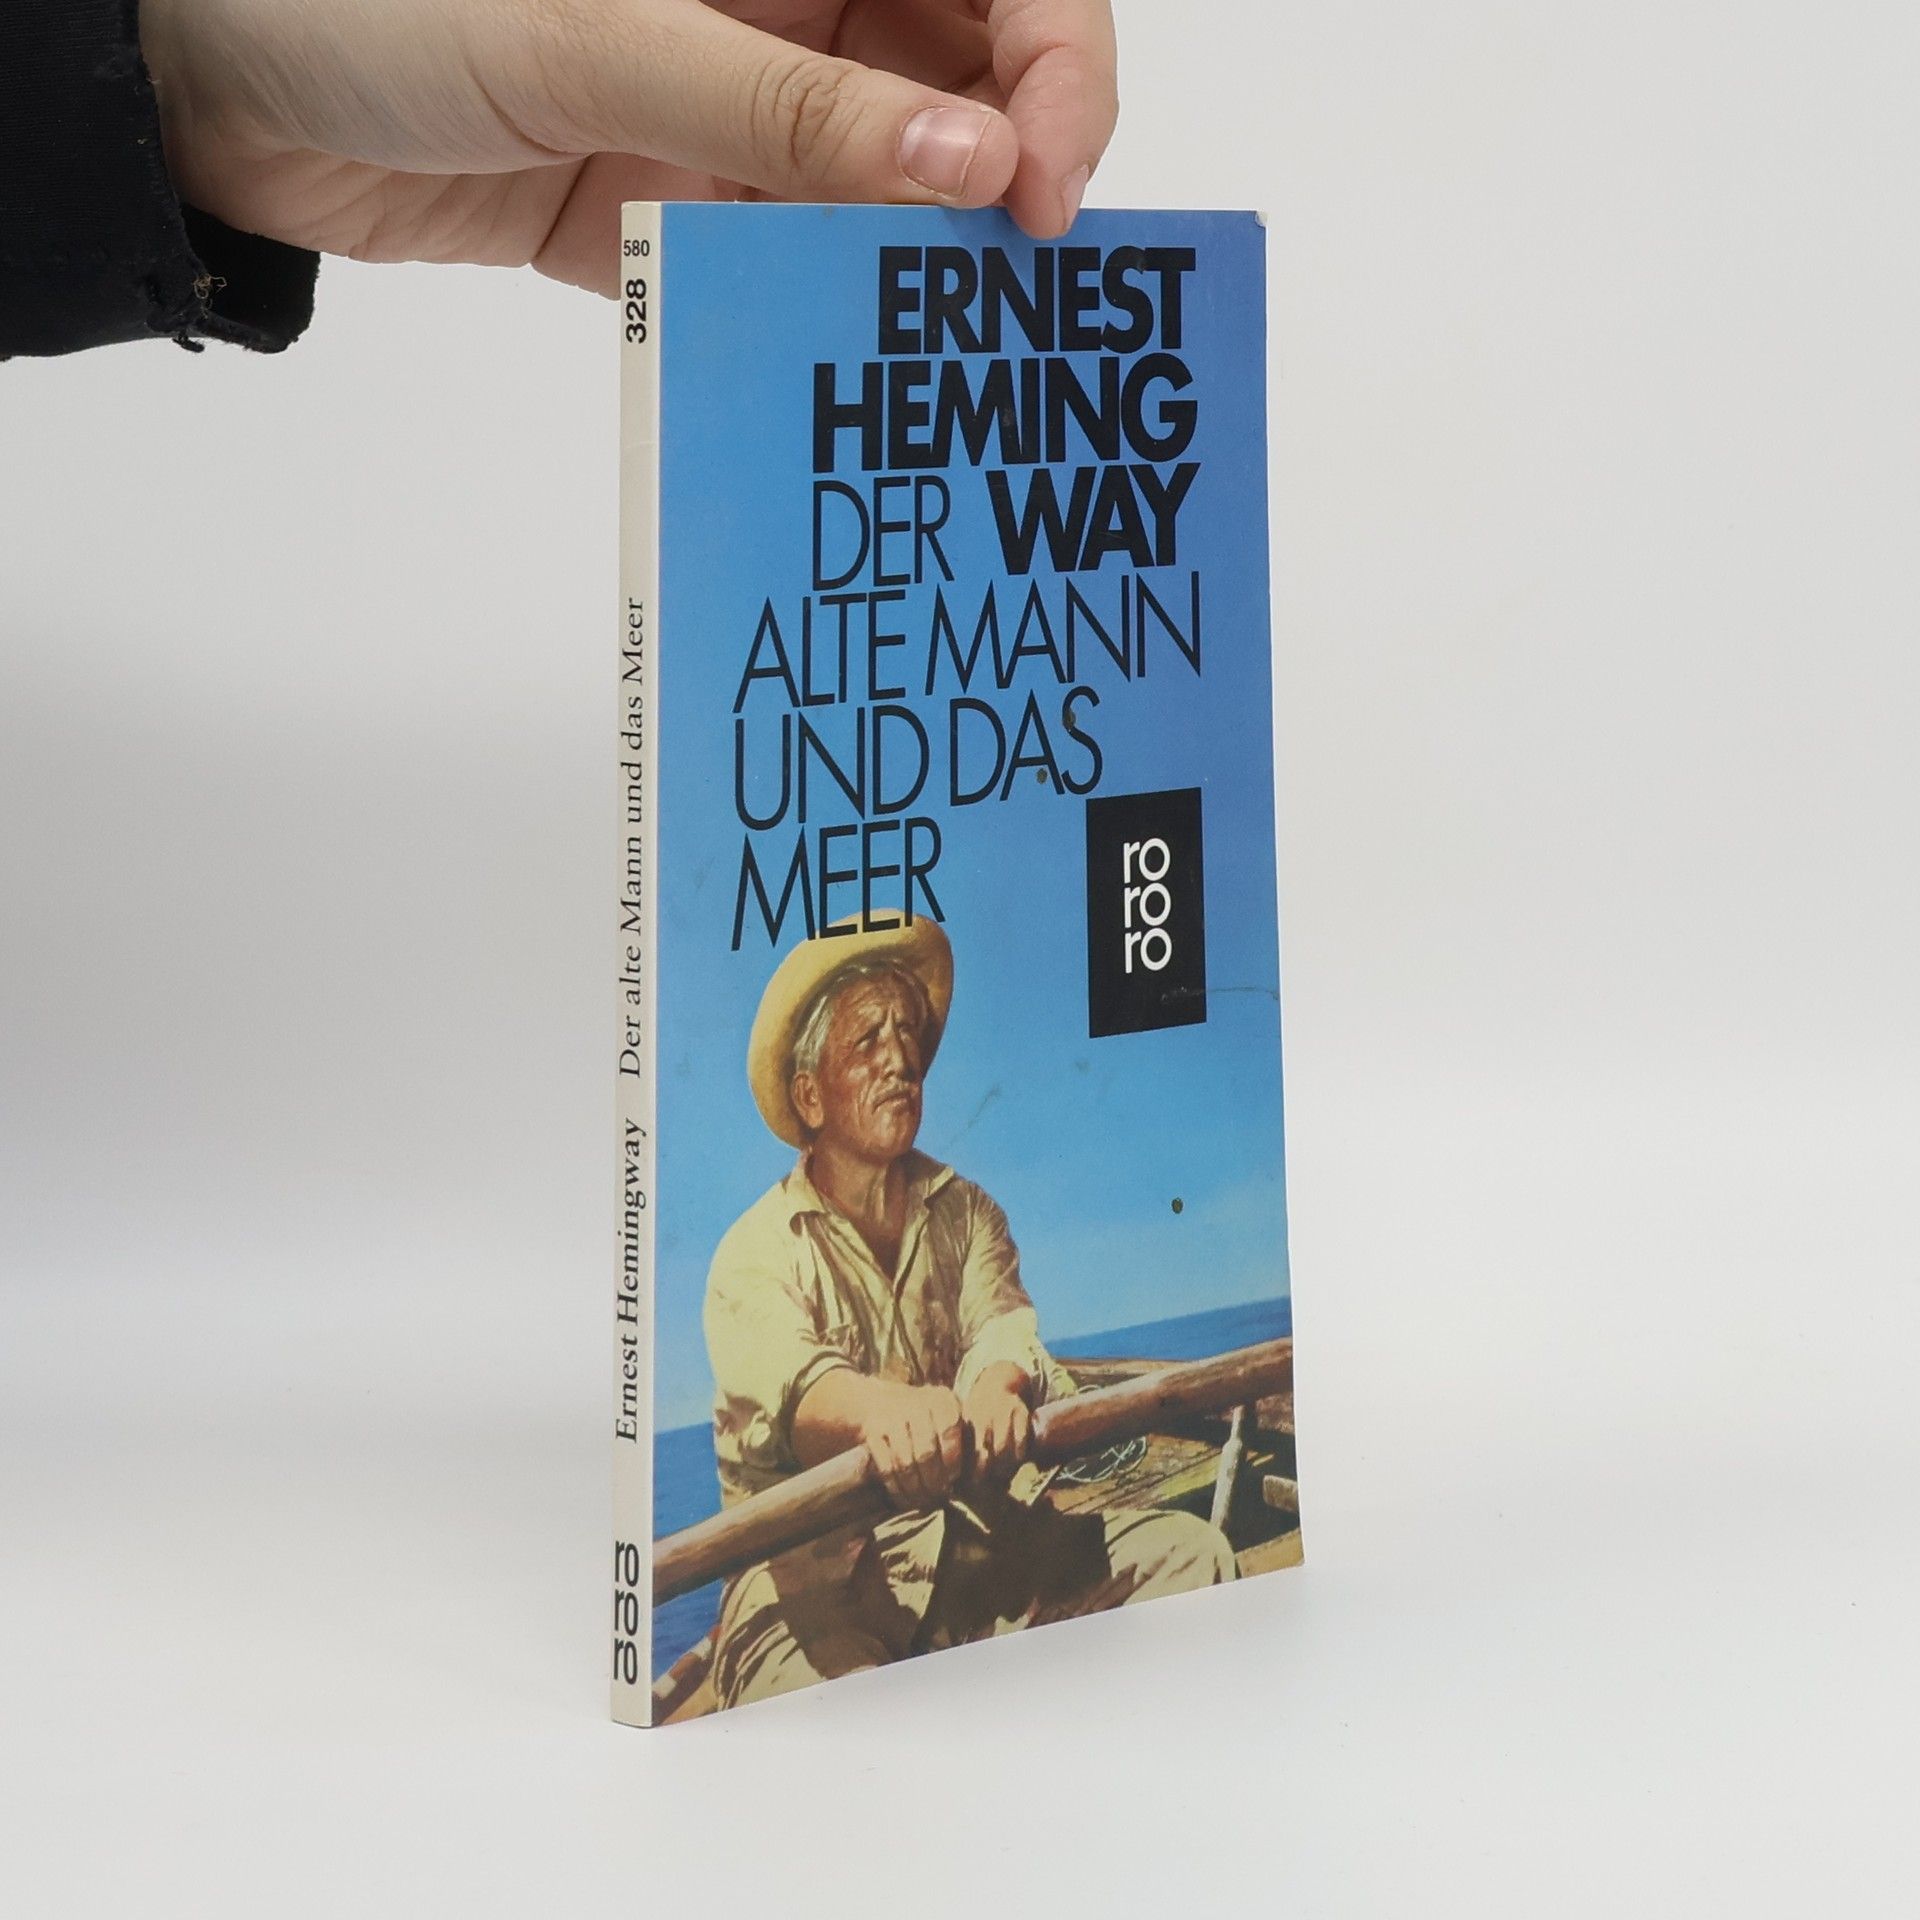 580
328
Ernest Hemingway Der alte Mann und das Meer
ro
ro
ro
ERNEST
HEMING
DER WAY
ALTE MANN
UND DAS
MEER
ro
ro
ro